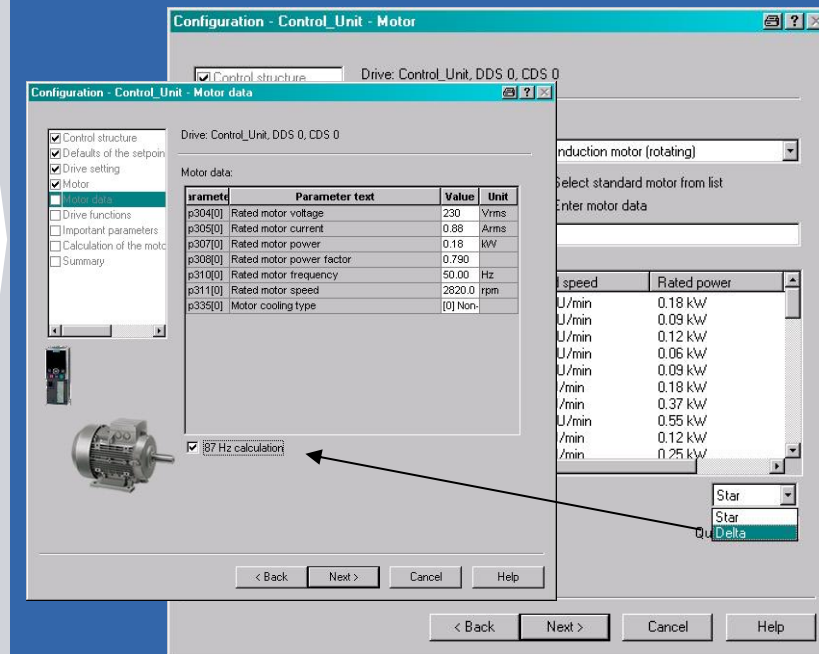 Configuration - Control_Unit - Motor
Control structure
Drive: Control_Unit, DDS 0, CDS 0
Configuration - Control_Unit - Motor data
Control structure
Defaults of the setpoin
Drive setting
Motor
Motor data
Drive functions
Important parameters
Calculation of the moto
Summary
Drive: Control_Unit, DDS 0, CDS 0
Motor data:
aramete Parameter text Value Unit
p304[0] Rated motor voltage 230 Vrms
p305[0] Rated motor current 0.88 Arms
p307[0] Rated motor power 0.18 kW
p308[0] Rated motor power factor 0.790
p310[0] Rated motor frequency 50.00 Hz
p311[0] Rated motor speed 2820.0 rpm
p335[0] Motor cooling type [0] Non-
87 Hz calculation
< Back Next > Cancel Help
nduction motor (rotating)
Select standard motor from list
Enter motor data
speed Rated power
U/min 0.18 kW
U/min 0.09 kW
U/min 0.12 kW
U/min 0.06 kW
U/min 0.09 kW
/min 0.18 kW
/min 0.37 kW
U/min 0.55 kW
/min 0.12 kW
/min 0.25 kW
Star
Star
Qu Delta
< Back Next > Cancel Help